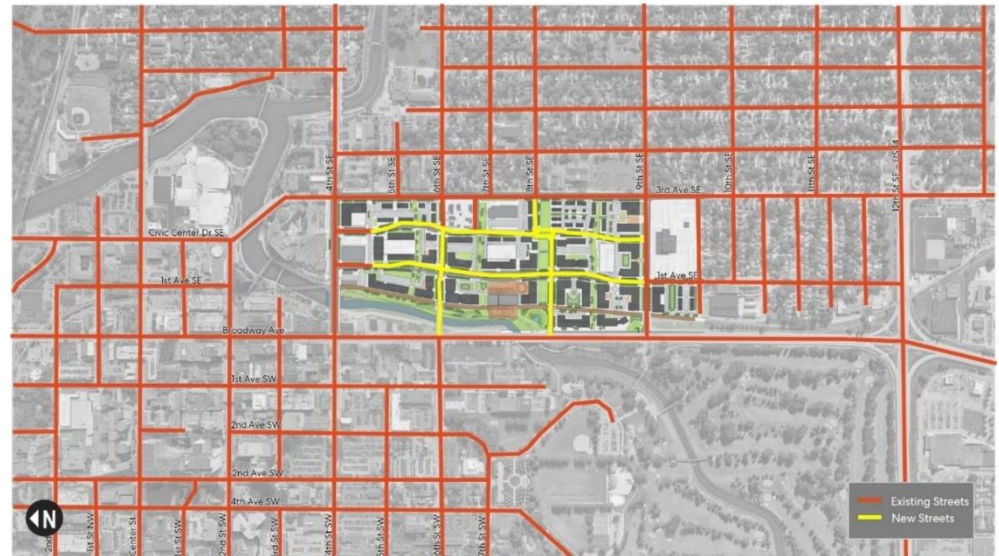 4th St SE
5th St SE
6th St SE
7th St SE
8th St SE
9th St SE
10th St SE
11th St SE
12th St SE - US 14
3rd Ave SE
Civic Center Dr SE
1st Ave SE
1st Ave SE
Broadway Ave
1st Ave SW
2nd Ave SW
2nd Ave SW
4th Ave SW
1st St NW
Center St
1st St SW
2nd St SW
3rd St SW
4th St SW
5th St SW
6th St SW
7th St SW
N
Existing Streets
New Streets